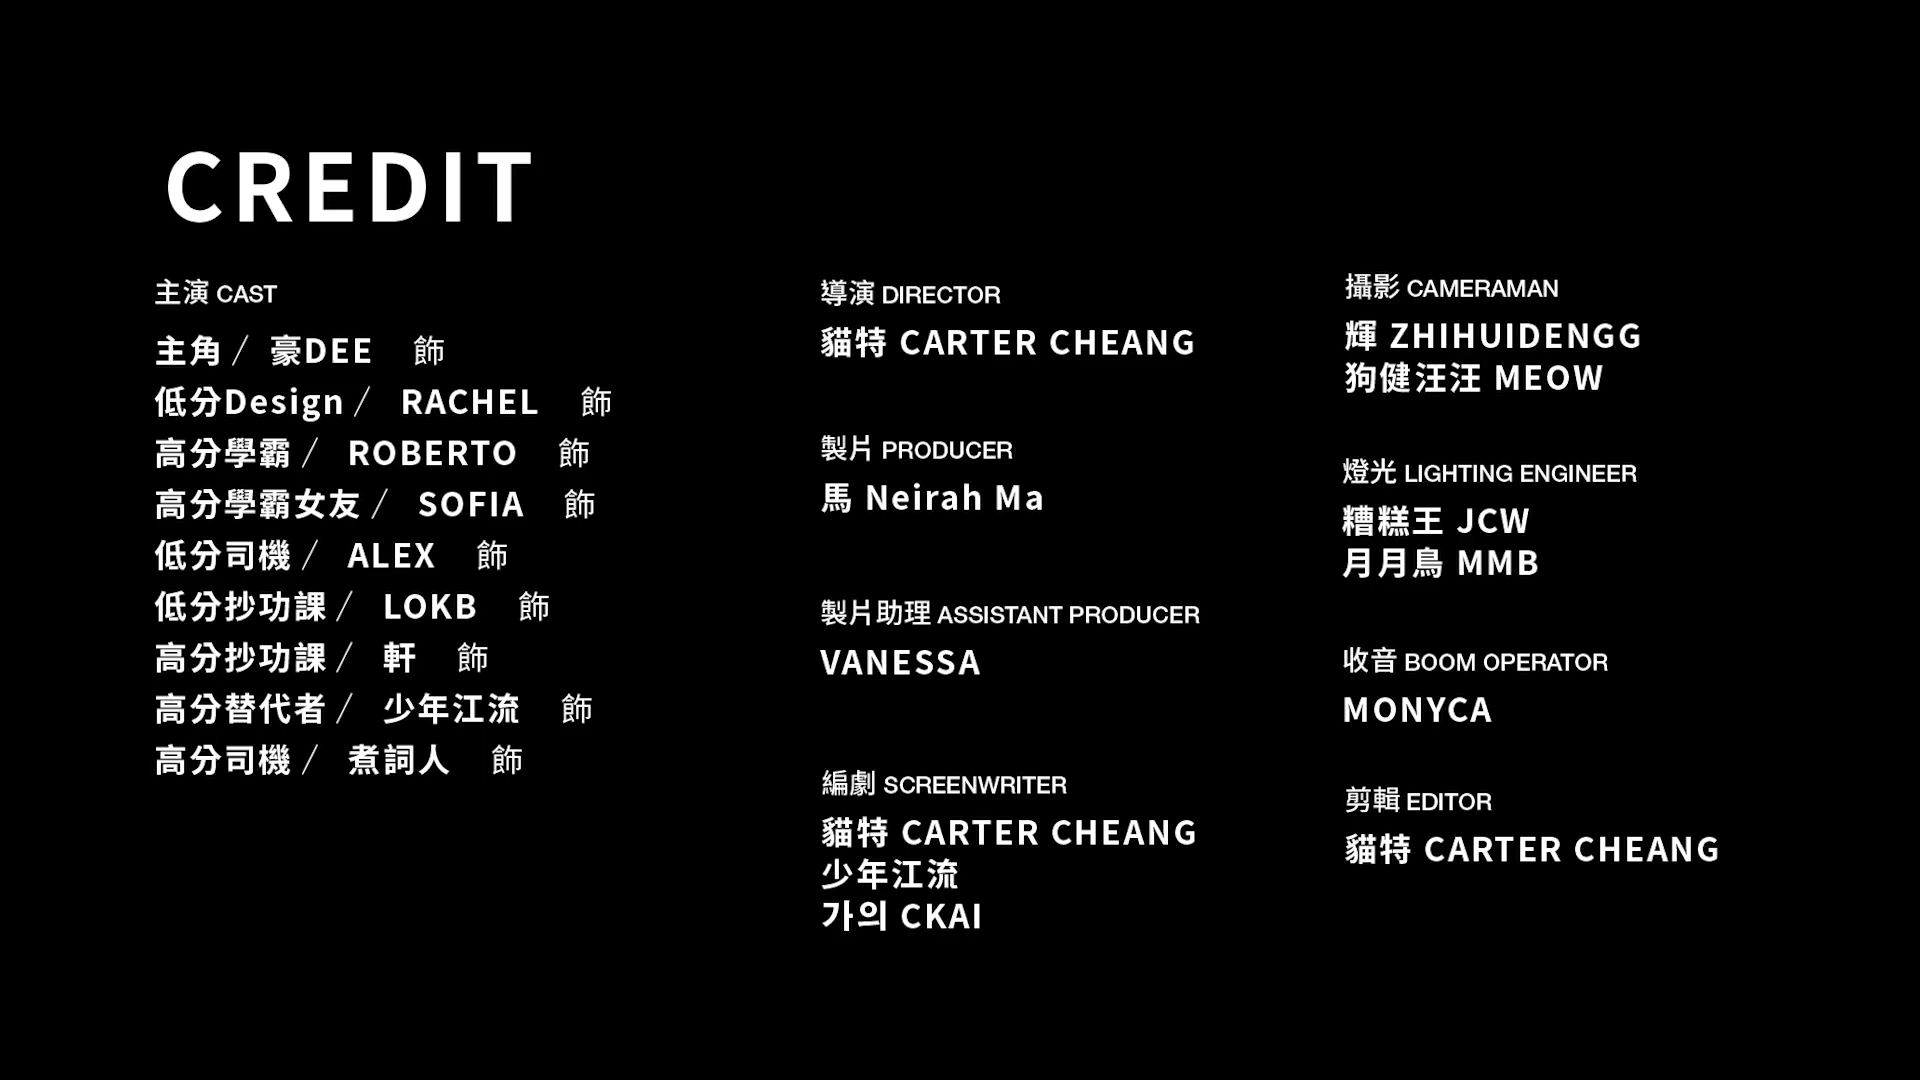 CREDIT
主演 CAST
主角 / 豪DEE 飾
低分Design / RACHEL 飾
高分學霸 / ROBERTO 飾
高分學霸女友 / SOFIA 飾
低分司機 / ALEX 飾
低分抄功課 / LOKB 飾
高分抄功課 / 軒 飾
高分替代者 / 少年江流 飾
高分司機 / 煮詞人 飾
導演 DIRECTOR
貓特 CARTER CHEANG
製片 PRODUCER
馬 Neirah Ma
製片助理 ASSISTANT PRODUCER
VANESSA
編劇 SCREENWRITER
貓特 CARTER CHEANG
少年江流
가의 CKAI
攝影 CAMERAMAN
輝 ZHIHUIDENGG
狗健汪汪 MEOW
燈光 LIGHTING ENGINEER
糟糕王 JCW
月月鳥 MMB
收音 BOOM OPERATOR
MONYCA
剪輯 EDITOR
貓特 CARTER CHEANG